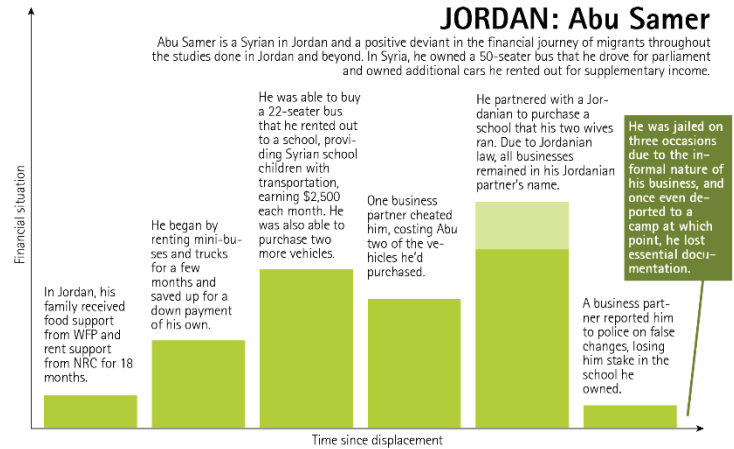 JORDAN: Abu Samer
Abu Samer is a Syrian in Jordan and a positive deviant in the financial journey of migrants throughout
the studies done in Jordan and beyond. In Syria, he owned a 50-seater bus that he drove for parliament
and owned additional cars he rented out for supplementary income.
Financial situation
In Jordan, his
family received
food support
from WFP and
rent support
from NRC for 18
months.
He began by
renting mini-bu-
ses and trucks
for a few
months and
saved up for a
down payment
of his own.
He was able to buy
a 22-seater bus
that he rented out
to a school, provi-
ding Syrian school
children with
transportation,
earning $2,500
each month. He
was also able to
purchase two
more vehicles.
One business
partner cheated
him, costing Abu
two of the ve-
hicles he'd
purchased.
He partnered with a Jor-
danian to purchase a
school that his two wives
ran. Due to Jordanian
law, all businesses
remained in his Jordanian
partner's name.
A business part-
ner reported him
to police on false
changes, losing
him stake in the
school he
owned.
He was jailed on
three occasions
due to the in-
formal nature of
his business, and
once even de-
ported to a
camp at which
point, he lost
essential docu-
mentation.
Time since displacement